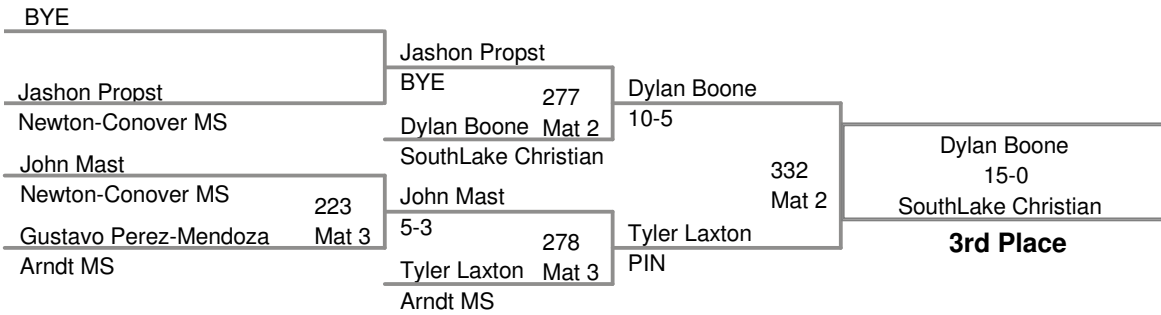 BYE
Jashon Propst
Newton-Conover MS
John Mast
Newton-Conover MS
223
Gustavo Perez-Mendoza Mat 3
Arndt MS
Jashon Propst
BYE
277
Dylan Boone Mat 2
SouthLake Christian
John Mast
5-3
278
Tyler Laxton Mat 3
Arndt MS
Dylan Boone
10-5
332
Mat 2
Tyler Laxton
PIN
Dylan Boone
15-0
SouthLake Christian
3rd Place